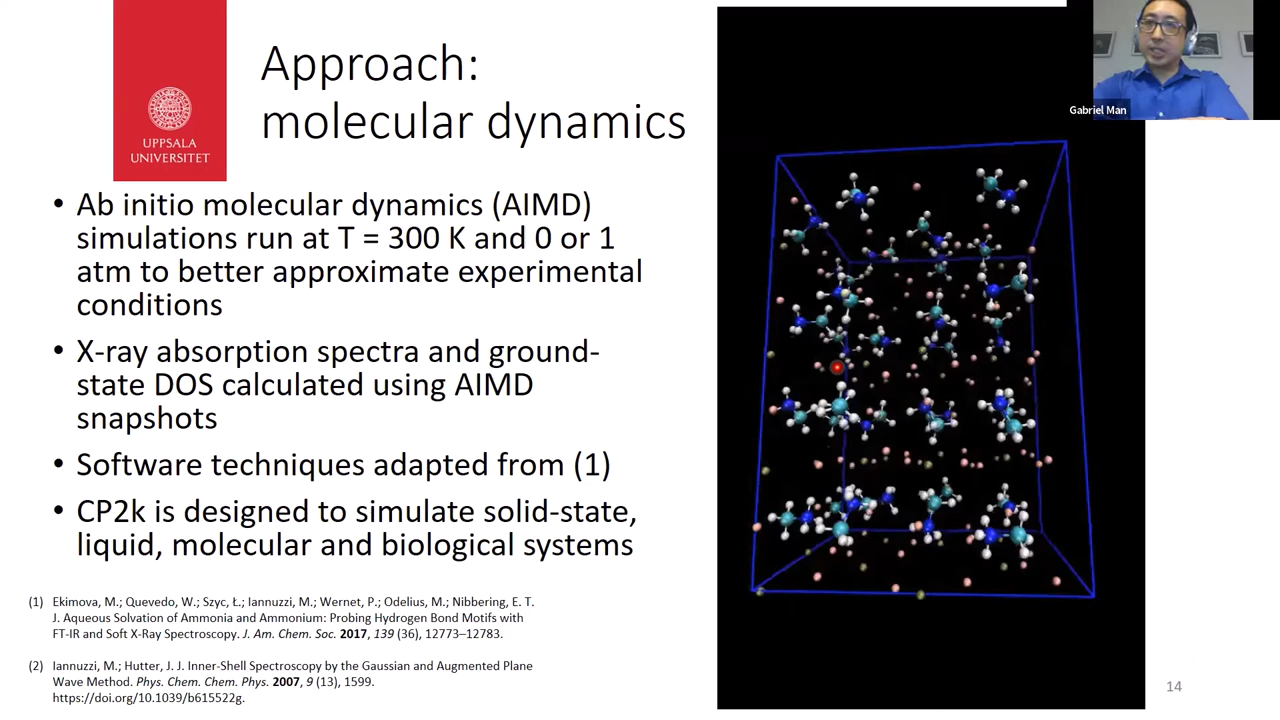 Approach:
molecular dynamics
UPPSALA
UNIVERSITET
Gabriel Man
• Ab initio molecular dynamics (AIMD)
simulations run at T = 300 K and 0 or 1
atm to better approximate experimental
conditions
• X-ray absorption spectra and ground-
state DOS calculated using AIMD
snapshots
• Software techniques adapted from (1)
• CP2k is designed to simulate solid-state,
liquid, molecular and biological systems
(1) Ekimova, M.; Quevedo, W.; Szyc, Ł.; Iannuzzi, M.; Wernet, P.; Odelius, M.; Nibbering, E. T.
J. Aqueous Solvation of Ammonia and Ammonium: Probing Hydrogen Bond Motifs with
FT-IR and Soft X-Ray Spectroscopy. J. Am. Chem. Soc. 2017, 139 (36), 12773–12783.
(2) Iannuzzi, M.; Hutter, J. J. Inner-Shell Spectroscopy by the Gaussian and Augmented Plane
Wave Method. Phys. Chem. Chem. Phys. 2007, 9 (13), 1599.
https://doi.org/10.1039/b615522g.
14